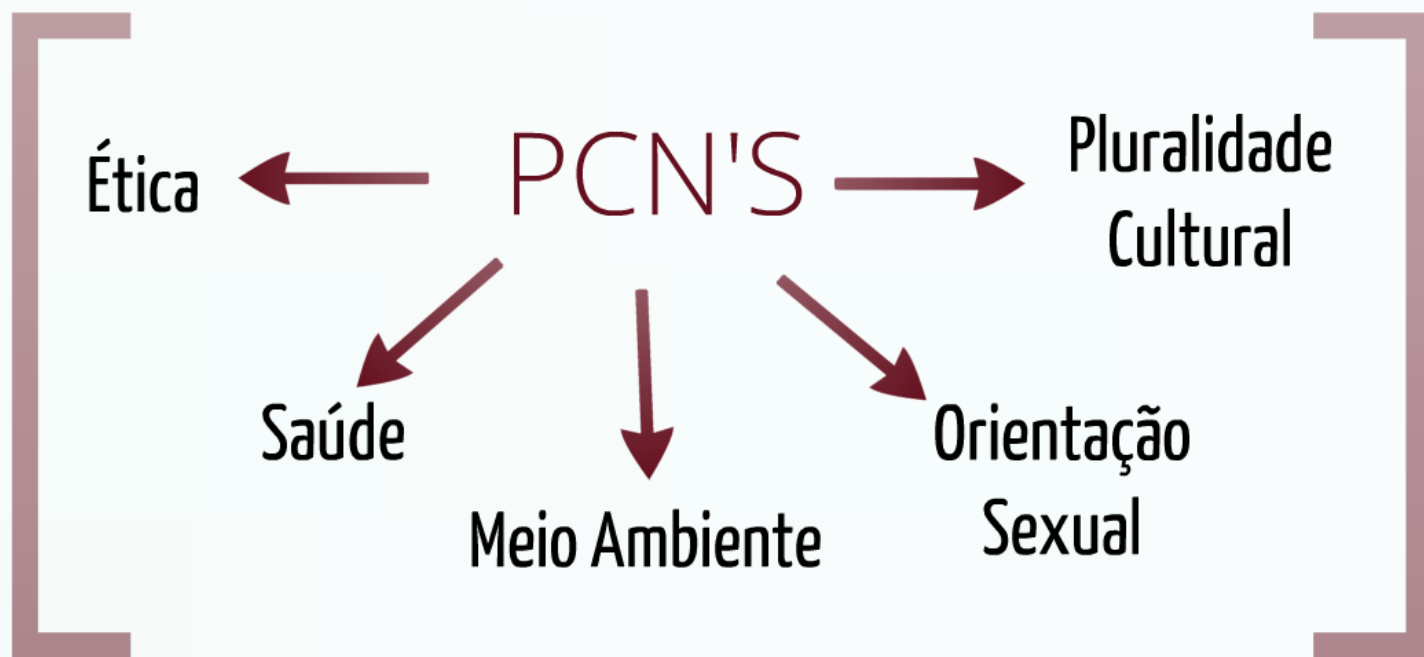 PCN'S
Ética
Pluralidade
Cultural
Saúde
Orientação
Sexual
Meio Ambiente